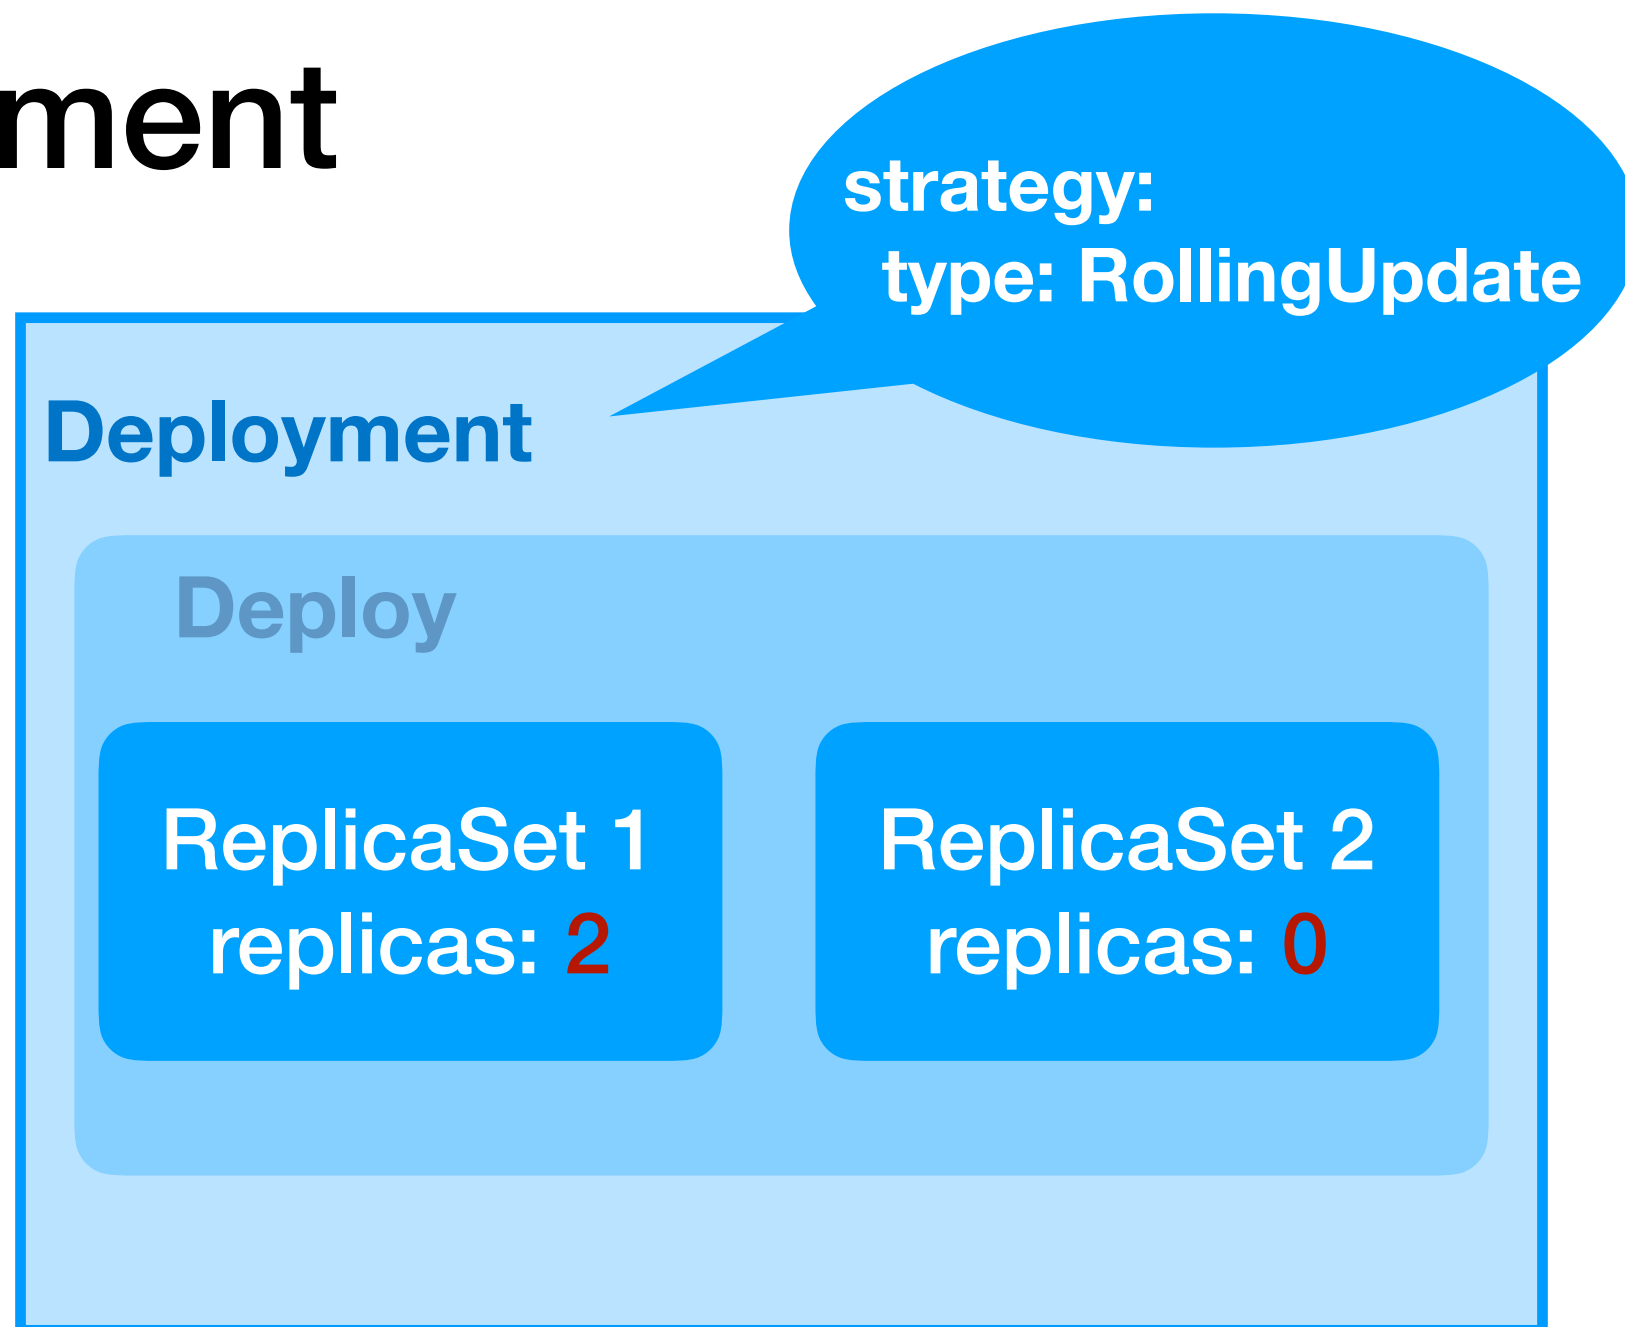 ment
strategy:
type: RollingUpdate
Deployment
Deploy
ReplicaSet 1
replicas: 2
ReplicaSet 2
replicas: 0